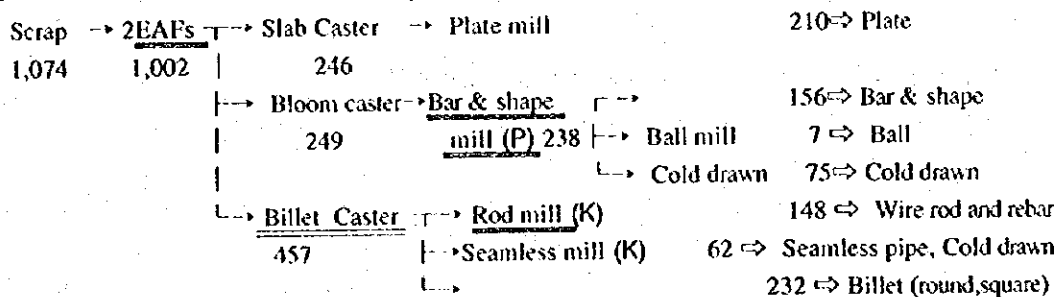 Scrap → 2EAFs → Slab Caster → Plate mill 210 ⇨ Plate
1,074 1,002 246
→ Bloom caster → Bar & shape → 156 ⇨ Bar & shape
249 mill (P) 238 → Ball mill 7 ⇨ Ball
→ Cold drawn 75 ⇨ Cold drawn
→ Billet Caster → Rod mill (K) 148 ⇨ Wire rod and rebar
457 → Seamless mill (K) 62 ⇨ Seamless pipe, Cold drawn
→ 232 ⇨ Billet (round,square)